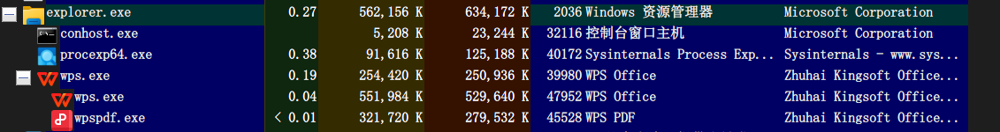 explorer.exe 0.27 562,156 K 634,172 K 2036 Windows 资源管理器 Microsoft Corporation
conhost.exe 5,208 K 23,244 K 32116 控制台窗口主机 Microsoft Corporation
procexp64.exe 0.38 91,616 K 125,188 K 40172 Sysinternals Process Exp... Sysinternals - www.sys...
wps.exe 0.19 254,420 K 250,936 K 39980 WPS Office Zhuhai Kingsoft Office...
wps.exe 0.04 551,984 K 529,640 K 47952 WPS Office Zhuhai Kingsoft Office...
wpspdf.exe < 0.01 321,720 K 279,532 K 45528 WPS PDF Zhuhai Kingsoft Office...